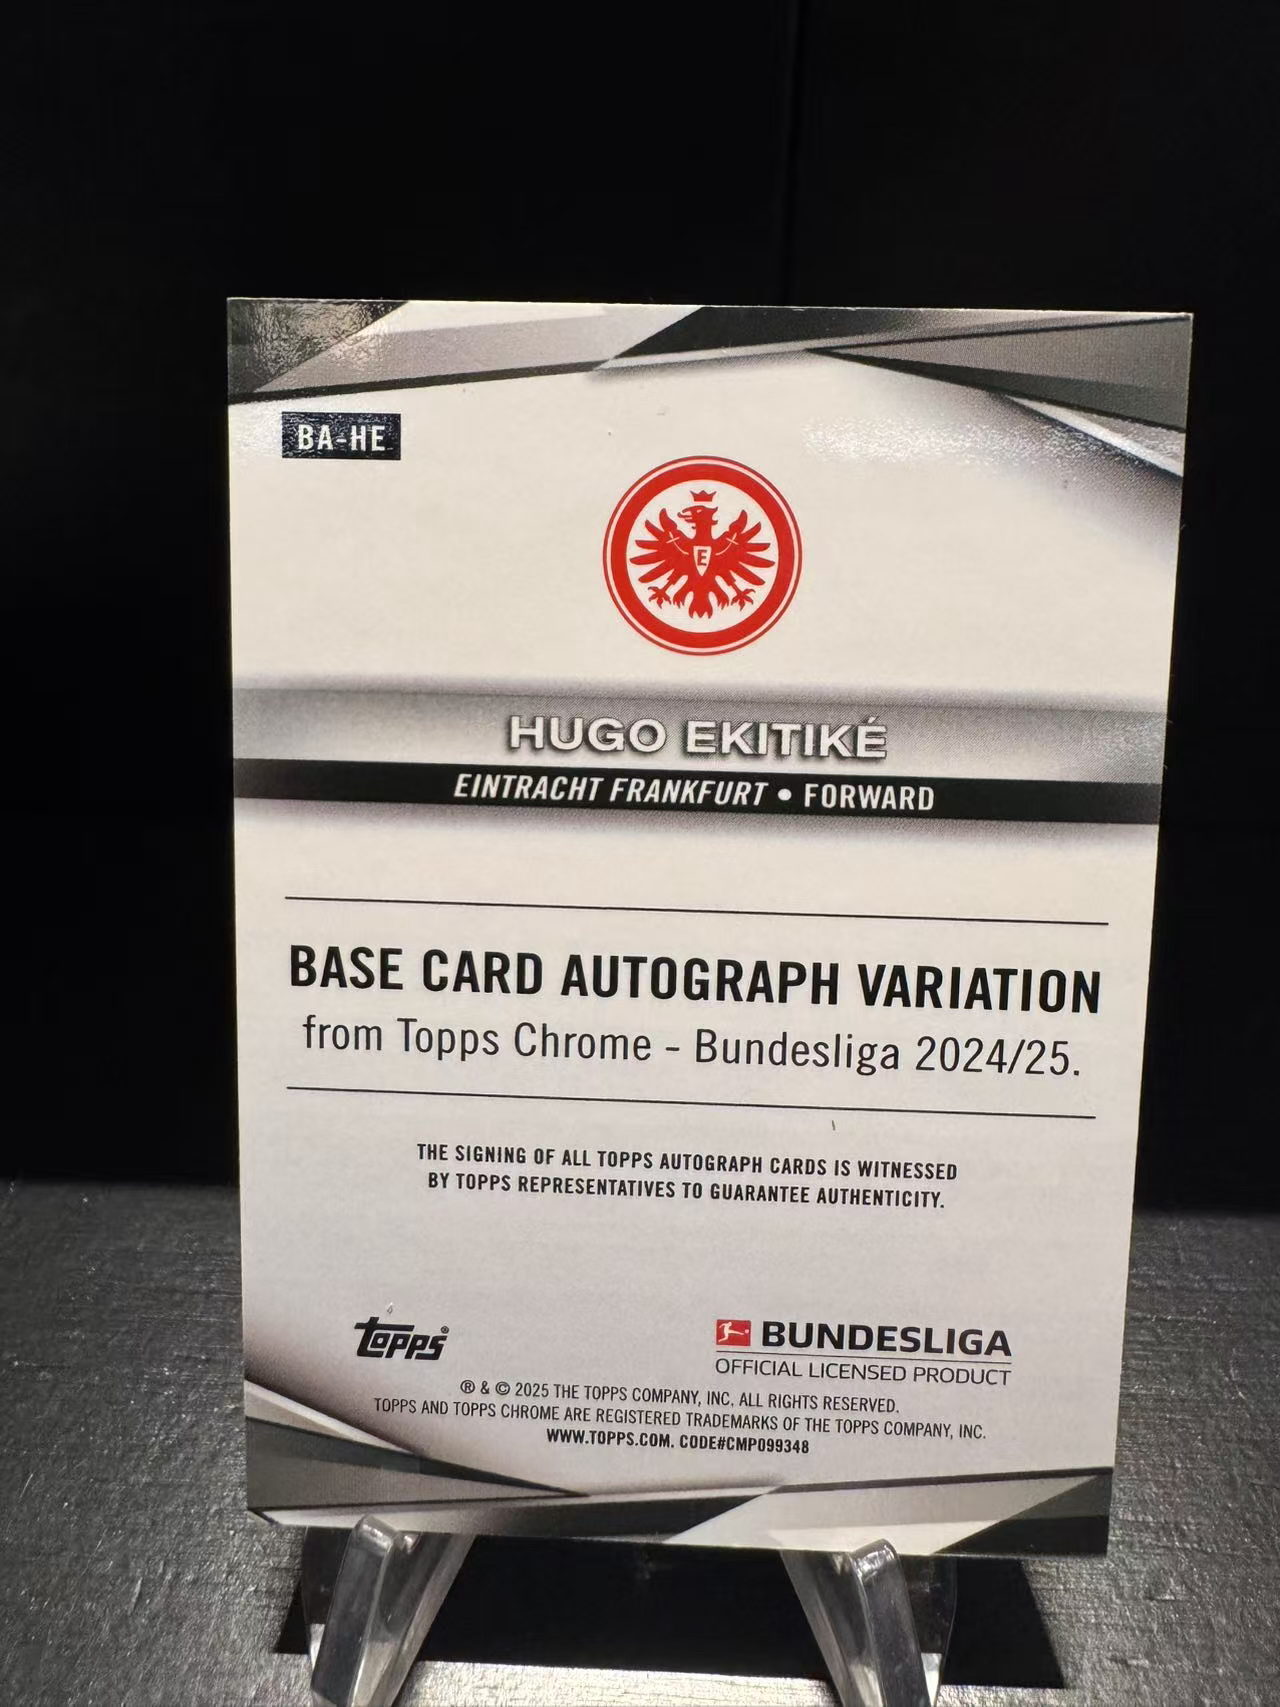 BA-HE
E
HUGO EKITIKÉ
EINTRACHT FRANKFURT • FORWARD
BASE CARD AUTOGRAPH VARIATION
from Topps Chrome - Bundesliga 2024/25.
THE SIGNING OF ALL TOPPS AUTOGRAPH CARDS IS WITNESSED
BY TOPPS REPRESENTATIVES TO GUARANTEE AUTHENTICITY.
topps®
BUNDESLIGA
OFFICIAL LICENSED PRODUCT
® & © 2025 THE TOPPS COMPANY, INC. ALL RIGHTS RESERVED.
TOPPS AND TOPPS CHROME ARE REGISTERED TRADEMARKS OF THE TOPPS COMPANY, INC.
WWW.TOPPS.COM. CODE#CMP099348